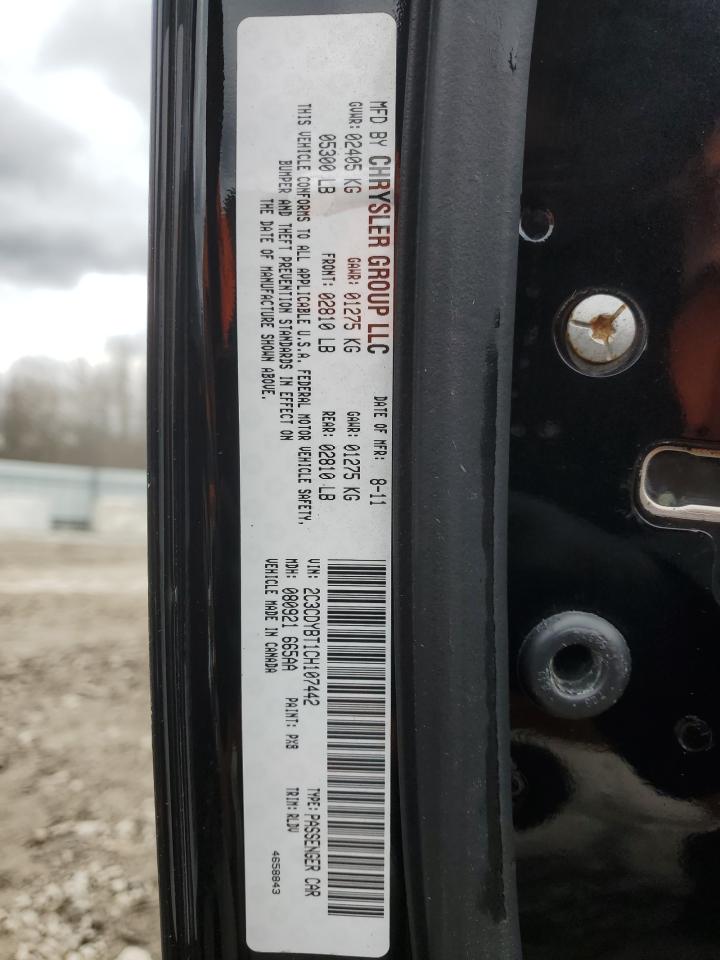 MFD BY CHRYSLER GROUP LLC DATE OF MFR: 8-11
GVWR: 02405 KG GAWR: 01275 KG GAWR: 01275 KG
05300 LB FRONT: 02810 LB REAR: 02810 LB
THIS VEHICLE CONFORMS TO ALL APPLICABLE U.S.A. FEDERAL MOTOR VEHICLE SAFETY,
BUMPER AND THEFT PREVENTION STANDARDS IN EFFECT ON
THE DATE OF MANUFACTURE SHOWN ABOVE.
VIN: 2C3CDYBT1CH107442 TYPE: PASSENGER CAR
MDH: 080921 665AA PAINT: PX8 TRIM: RLDV
VEHICLE MADE IN CANADA 4658843